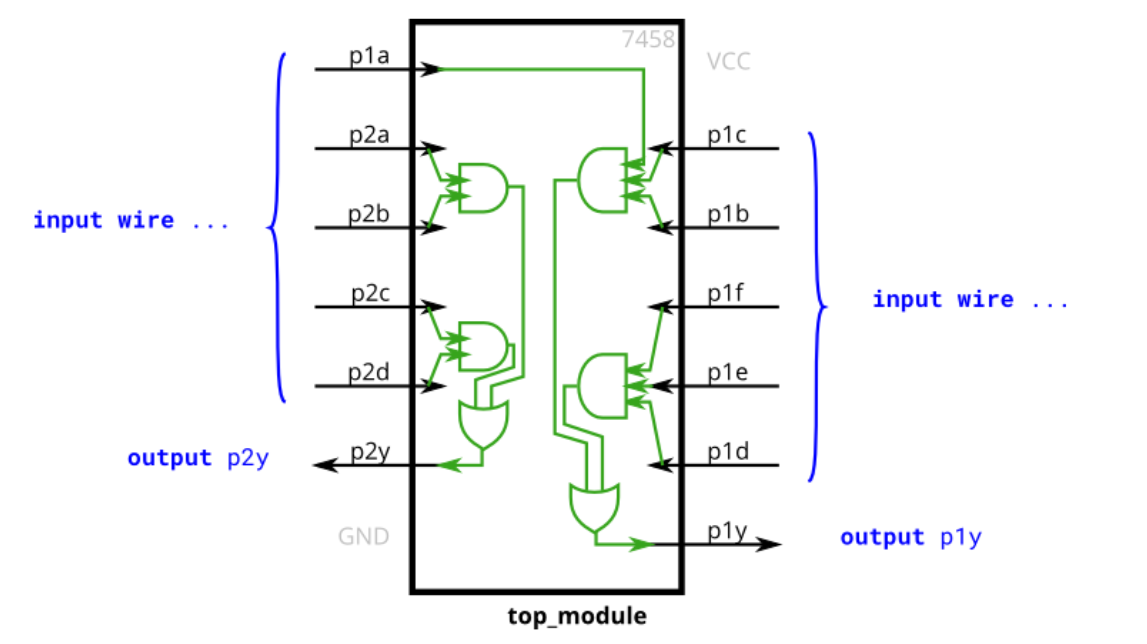 7458
p1a
VCC
p2a
p1c
input wire ...
p2b
p1b
p2c
p1f
input wire ...
p2d
p1e
output p2y
p2y
p1d
GND
p1y
output p1y
top_module